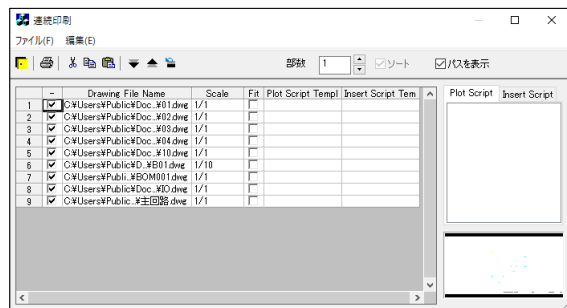 連続印刷
ファイル(F) 編集(E)
部数 1 ソート パスを表示
- Drawing File Name Scale Fit Plot Script Templ Insert Script Tem
1 C:¥Users¥Public¥Doc..¥01.dwg 1/1
2 C:¥Users¥Public¥Doc..¥02.dwg 1/1
3 C:¥Users¥Public¥Doc..¥03.dwg 1/1
4 C:¥Users¥Public¥Doc..¥04.dwg 1/1
5 C:¥Users¥Public¥Doc..¥10.dwg 1/1
6 C:¥Users¥Public¥D..¥B01.dwg 1/10
7 C:¥Users¥Publi..¥BOM001.dwg 1/1
8 C:¥Users¥Public¥Doc..¥IO.dwg 1/1
9 C:¥Users¥Public..¥主回路.dwg 1/1
Plot Script Insert Script